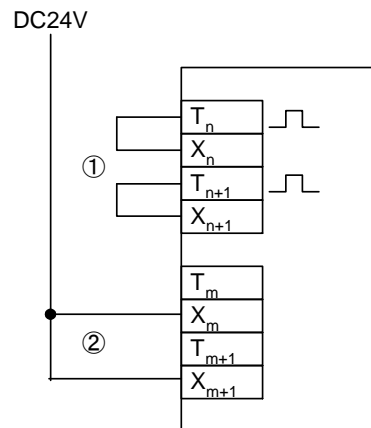 DC24V
Tn
Xn
①
Tn+1
Xn+1
Tm
Xm
②
Tm+1
Xm+1